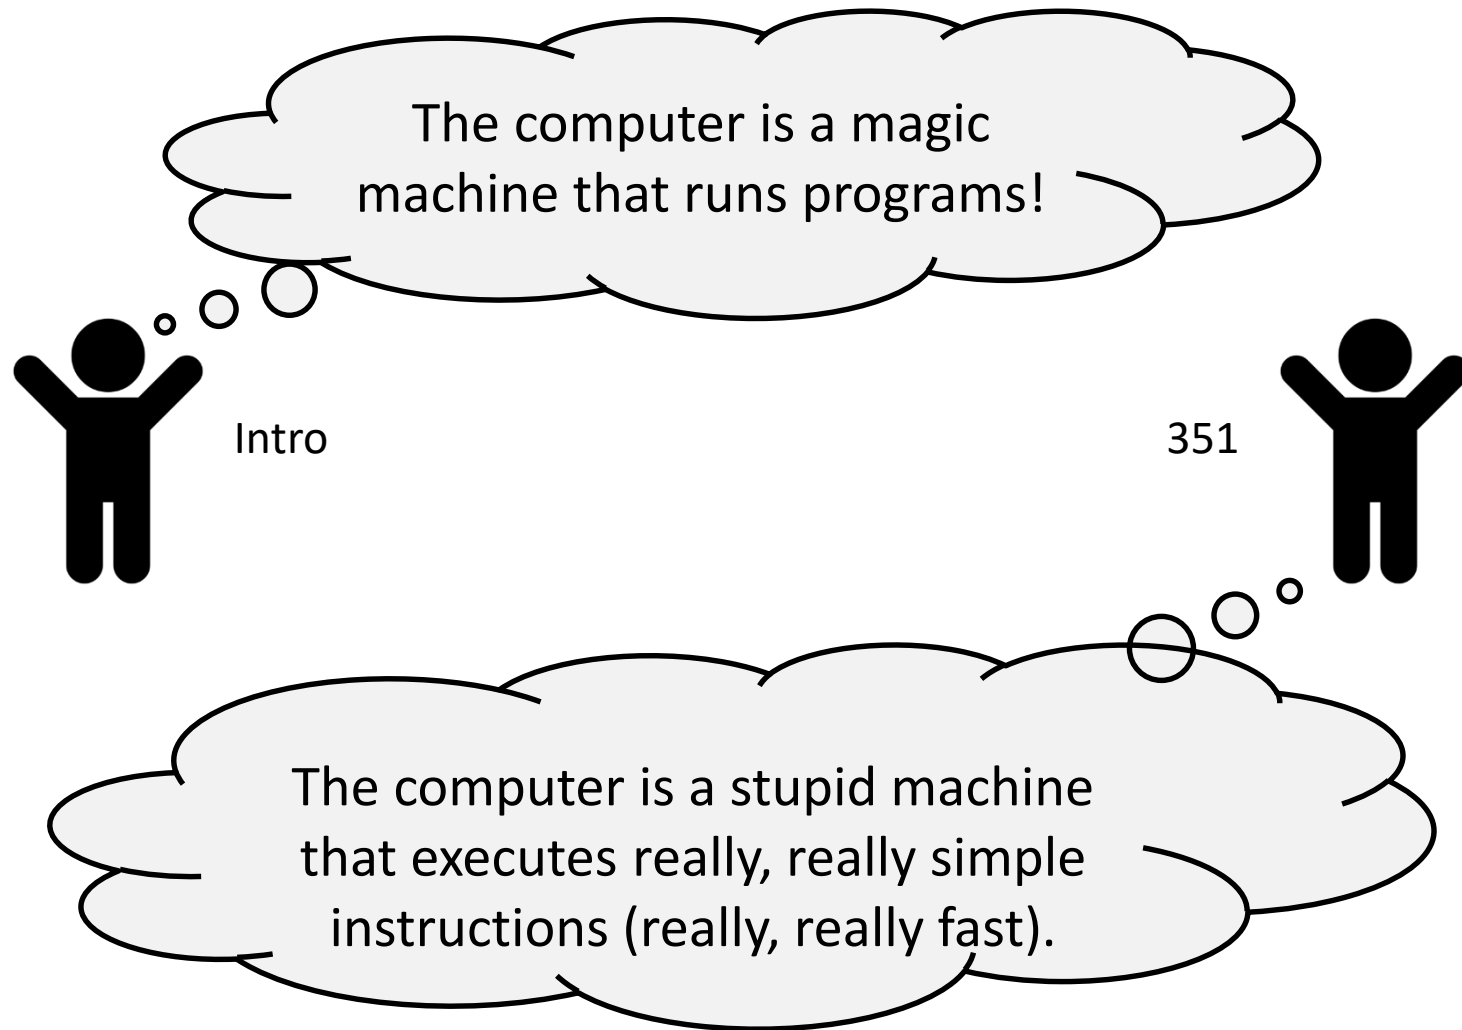 The computer is a magic
machine that runs programs!
Intro
351
The computer is a stupid machine
that executes really, really simple
instructions (really, really fast).